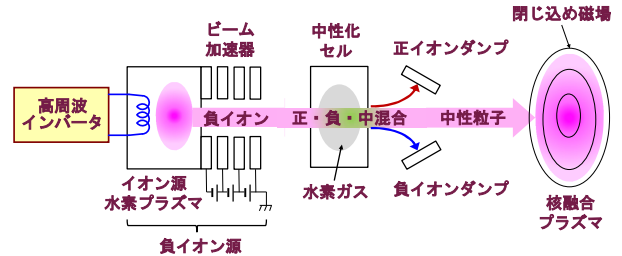 閉じ込め磁場
ビーム
加速器
中性化
セル
正イオンダンプ
高周波
インバータ
負イオン
正・負・中混合
中性粒子
イオン源
水素プラズマ
水素ガス
負イオンダンプ
核融合
プラズマ
負イオン源